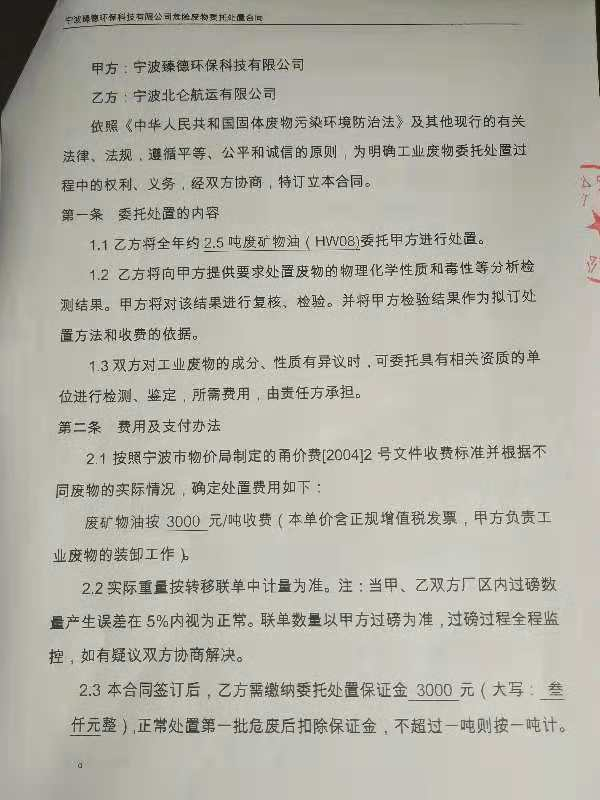 宁波臻德环保科技有限公司危险废物委托处置合同
甲方：宁波臻德环保科技有限公司
乙方：宁波北仑航运有限公司
依照《中华人民共和国固体废物污染环境防治法》及其他现行的有关
法律、法规，遵循平等、公平和诚信的原则，为明确工业废物委托处置过
程中的权利、义务，经双方协商，特订立本合同。
第一条 委托处置的内容
1.1 乙方将全年约 2.5 吨废矿物油（HW08)委托甲方进行处置。
1.2 乙方将向甲方提供要求处置废物的物理化学性质和毒性等分析检
测结果。甲方将对该结果进行复核、检验。并将甲方检验结果作为拟订处
置方法和收费的依据。
1.3 双方对工业废物的成分、性质有异议时，可委托具有相关资质的单
位进行检测、鉴定，所需费用，由责任方承担。
第二条 费用及支付办法
2.1 按照宁波市物价局制定的甬价费[2004]2 号文件收费标准并根据不
同废物的实际情况，确定处置费用如下：
废矿物油按 3000 元/吨收费（本单价含正规增值税发票，甲方负责工
业废物的装卸工作）。
2.2 实际重量按转移联单中计量为准。注：当甲、乙双方厂区内过磅数
量产生误差在 5%内视为正常。联单数量以甲方过磅为准，过磅过程全程监
控，如有疑议双方协商解决。
2.3 本合同签订后，乙方需缴纳委托处置保证金 3000 元（大写： 叁
仟元整），正常处置第一批危废后扣除保证金，不超过一吨则按一吨计。